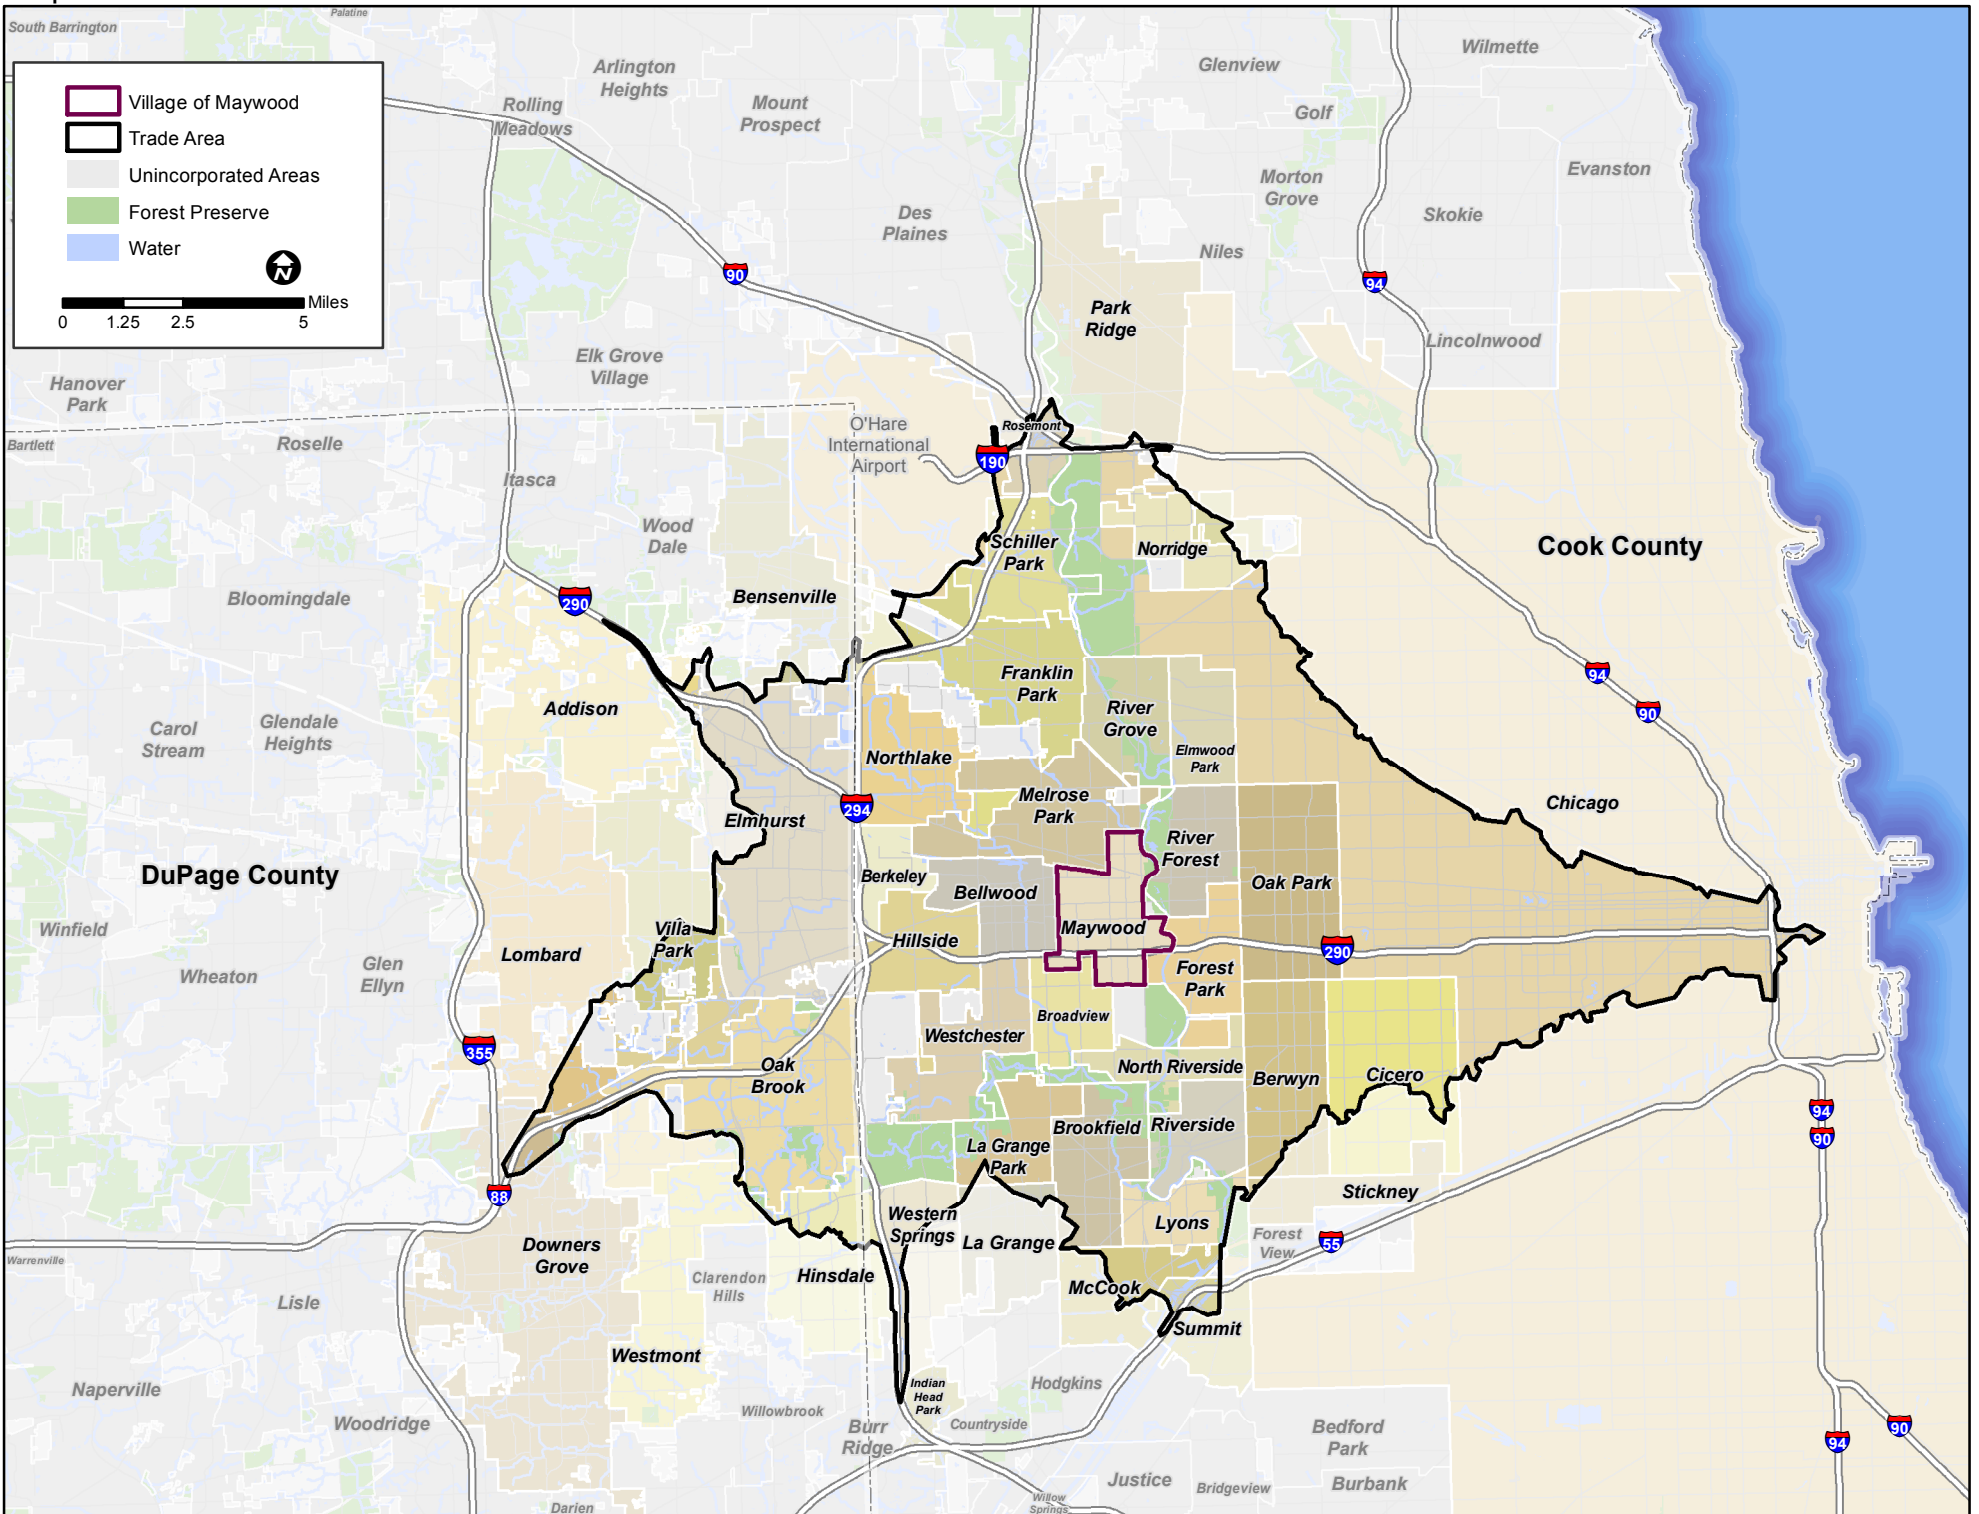 South Barrington
Palatine
Village of Maywood
Trade Area
Unincorporated Areas
Forest Preserve
Water
N
Miles
0 1.25 2.5 5
Arlington
Heights
Rolling
Meadows
Mount
Prospect
Glenview
Wilmette
Golf
Evanston
Morton
Grove
Skokie
Des
Plaines
Niles
90
94
Park
Ridge
Lincolnwood
Elk Grove
Village
Hanover
Park
Bartlett
Roselle
O'Hare
International
Airport
Rosemont
190
Itasca
Wood
Dale
Schiller
Park
Norridge
Cook County
Bensenville
Bloomingdale
290
Franklin
Park
94
90
Addison
Carol
Stream
Glendale
Heights
River
Grove
Elmwood
Park
Northlake
Melrose
Park
Chicago
294
Elmhurst
River
Forest
DuPage County
Berkeley
Bellwood
Oak Park
Winfield
Villa
Park
Maywood
Hillside
290
Lombard
Wheaton
Glen
Ellyn
Forest
Park
Broadview
Westchester
355
Oak
Brook
North Riverside
Berwyn
Cicero
94
90
Brookfield
Riverside
La Grange
Park
88
Stickney
Western
Springs
La Grange
Lyons
Forest
View
55
Downers
Grove
Warrenville
Clarendon
Hills
Hinsdale
McCook
Lisle
Summit
Westmont
Naperville
Indian
Head
Park
Hodgkins
Woodridge
Willowbrook
Burr
Ridge
Countryside
Bedford
Park
94
90
Justice
Bridgeview
Burbank
Darien
Willow
Springs